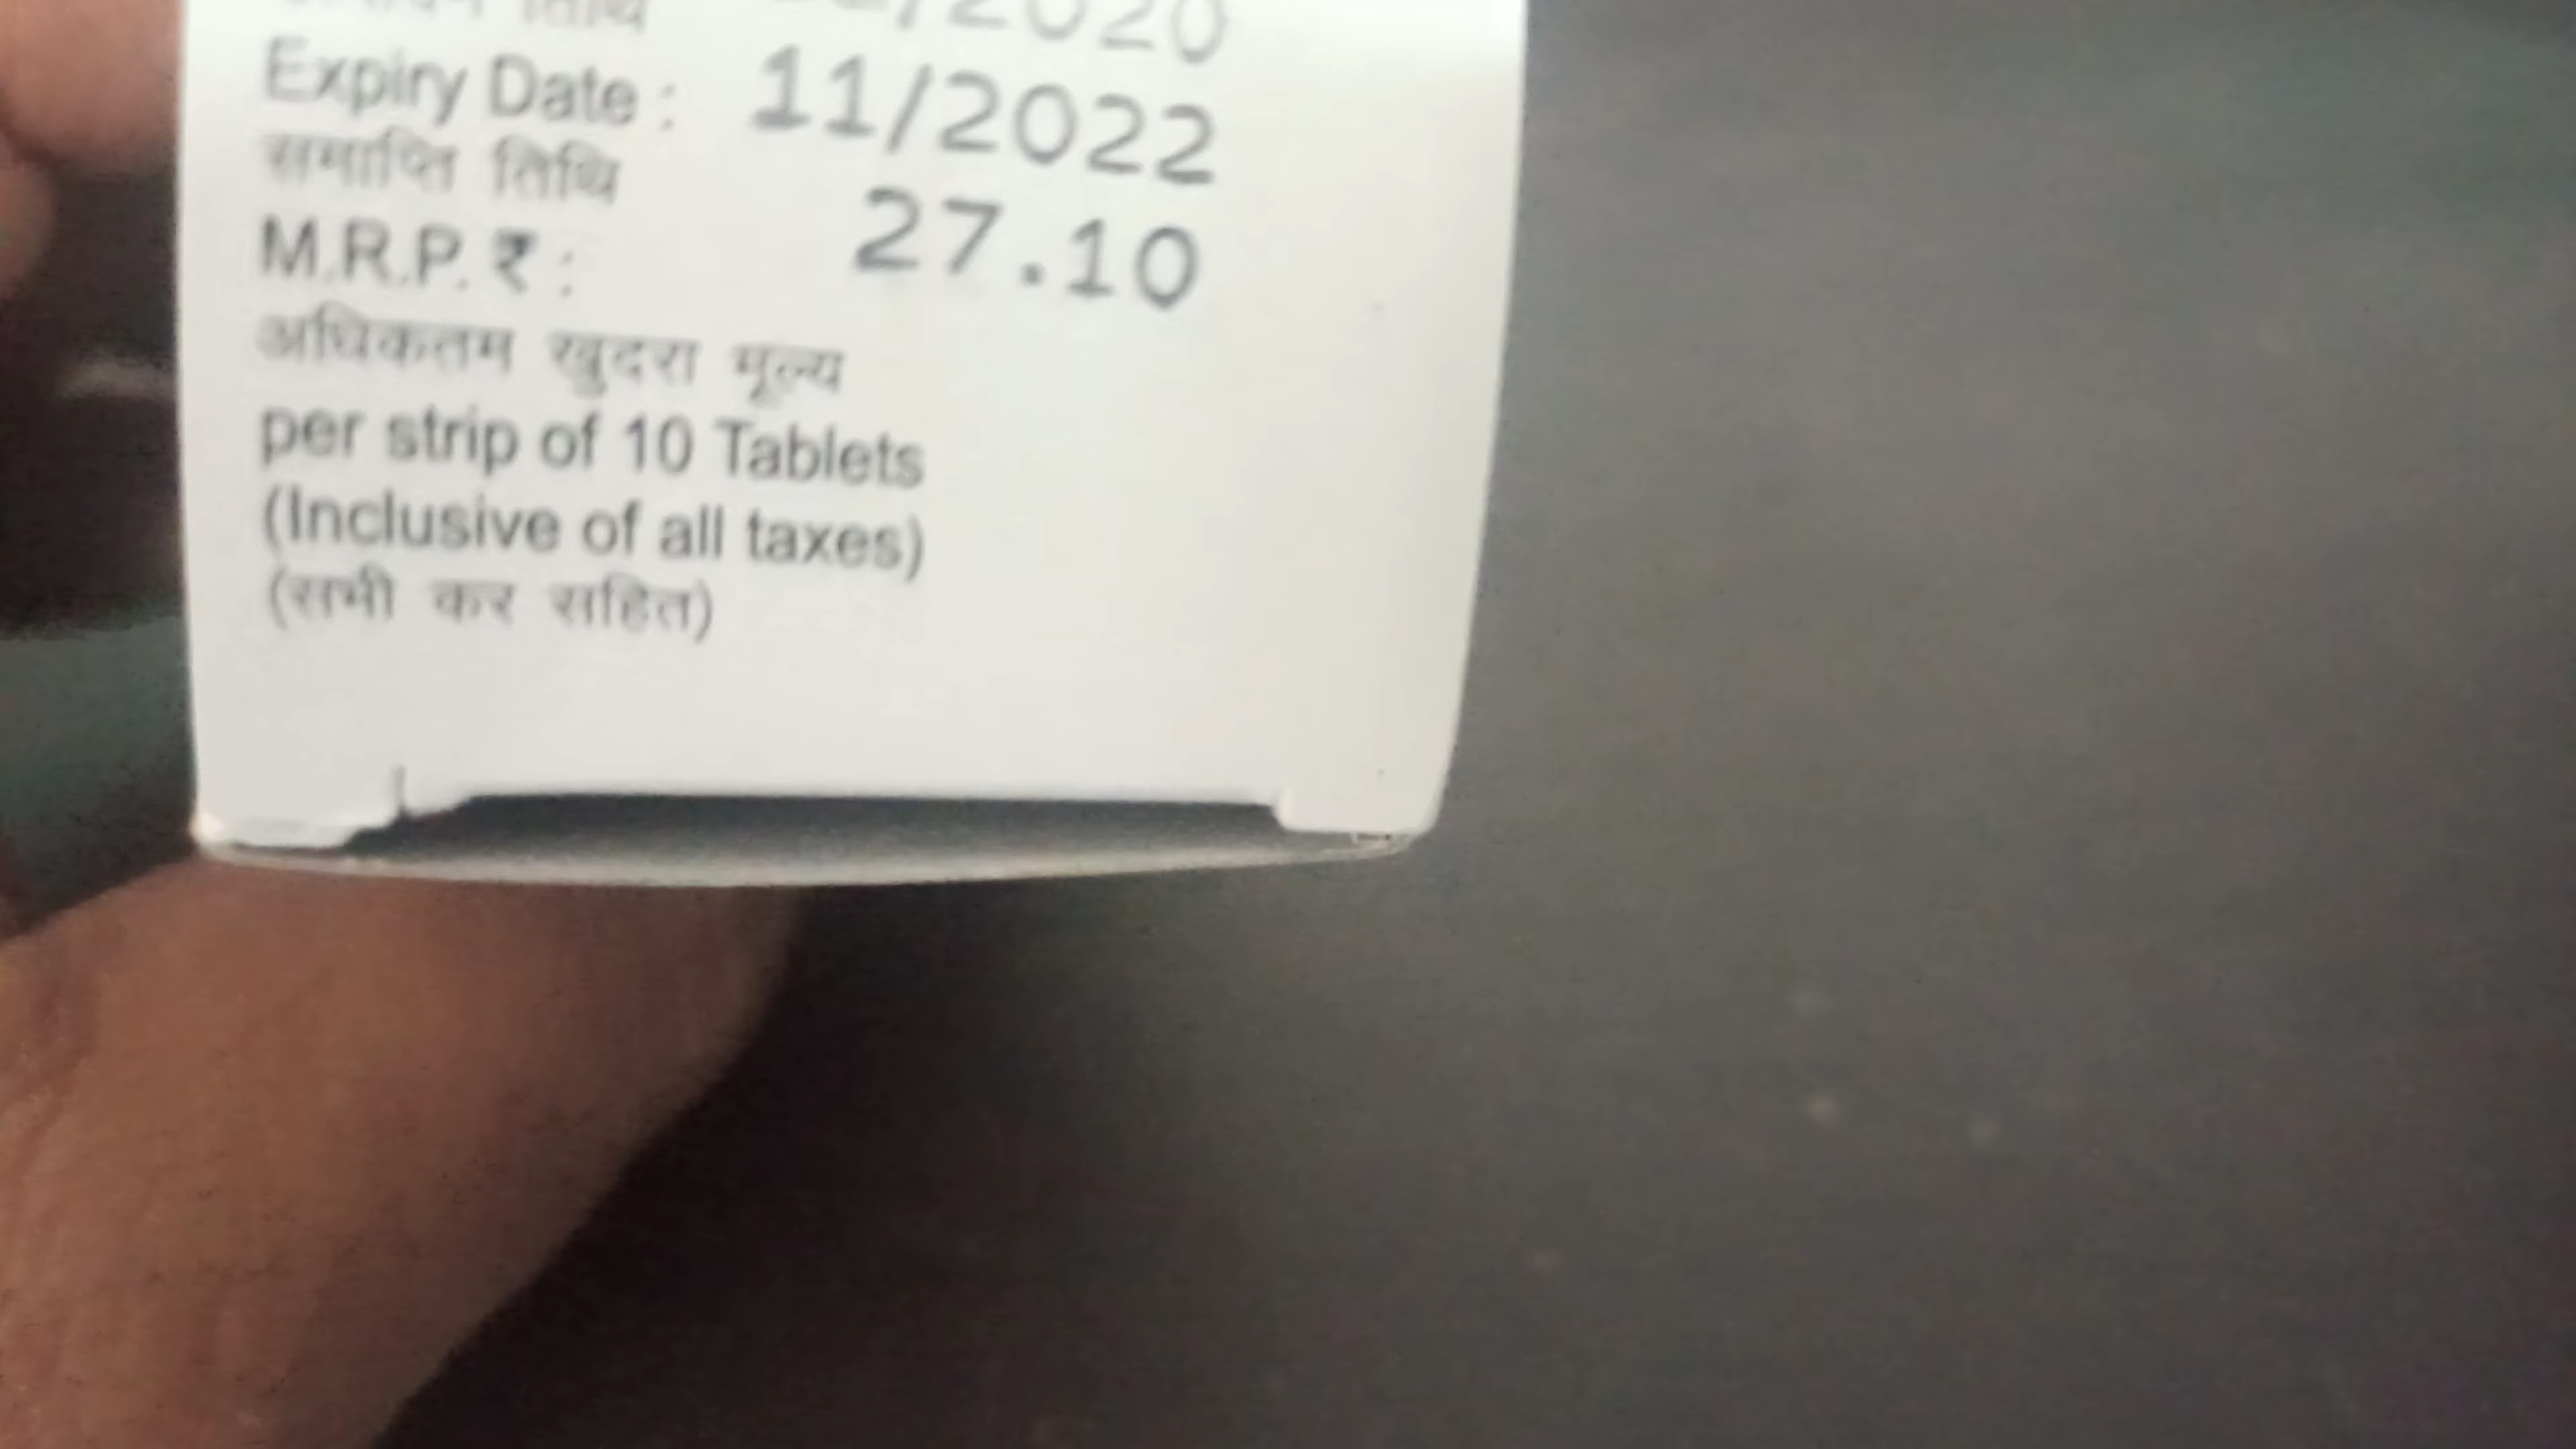 तिथि /2020
Expiry Date : 11/2022
समाप्ति तिथि
M.R.P. ₹ : 27.10
अधिकतम खुदरा मूल्य
per strip of 10 Tablets
(Inclusive of all taxes)
(सभी कर सहित)